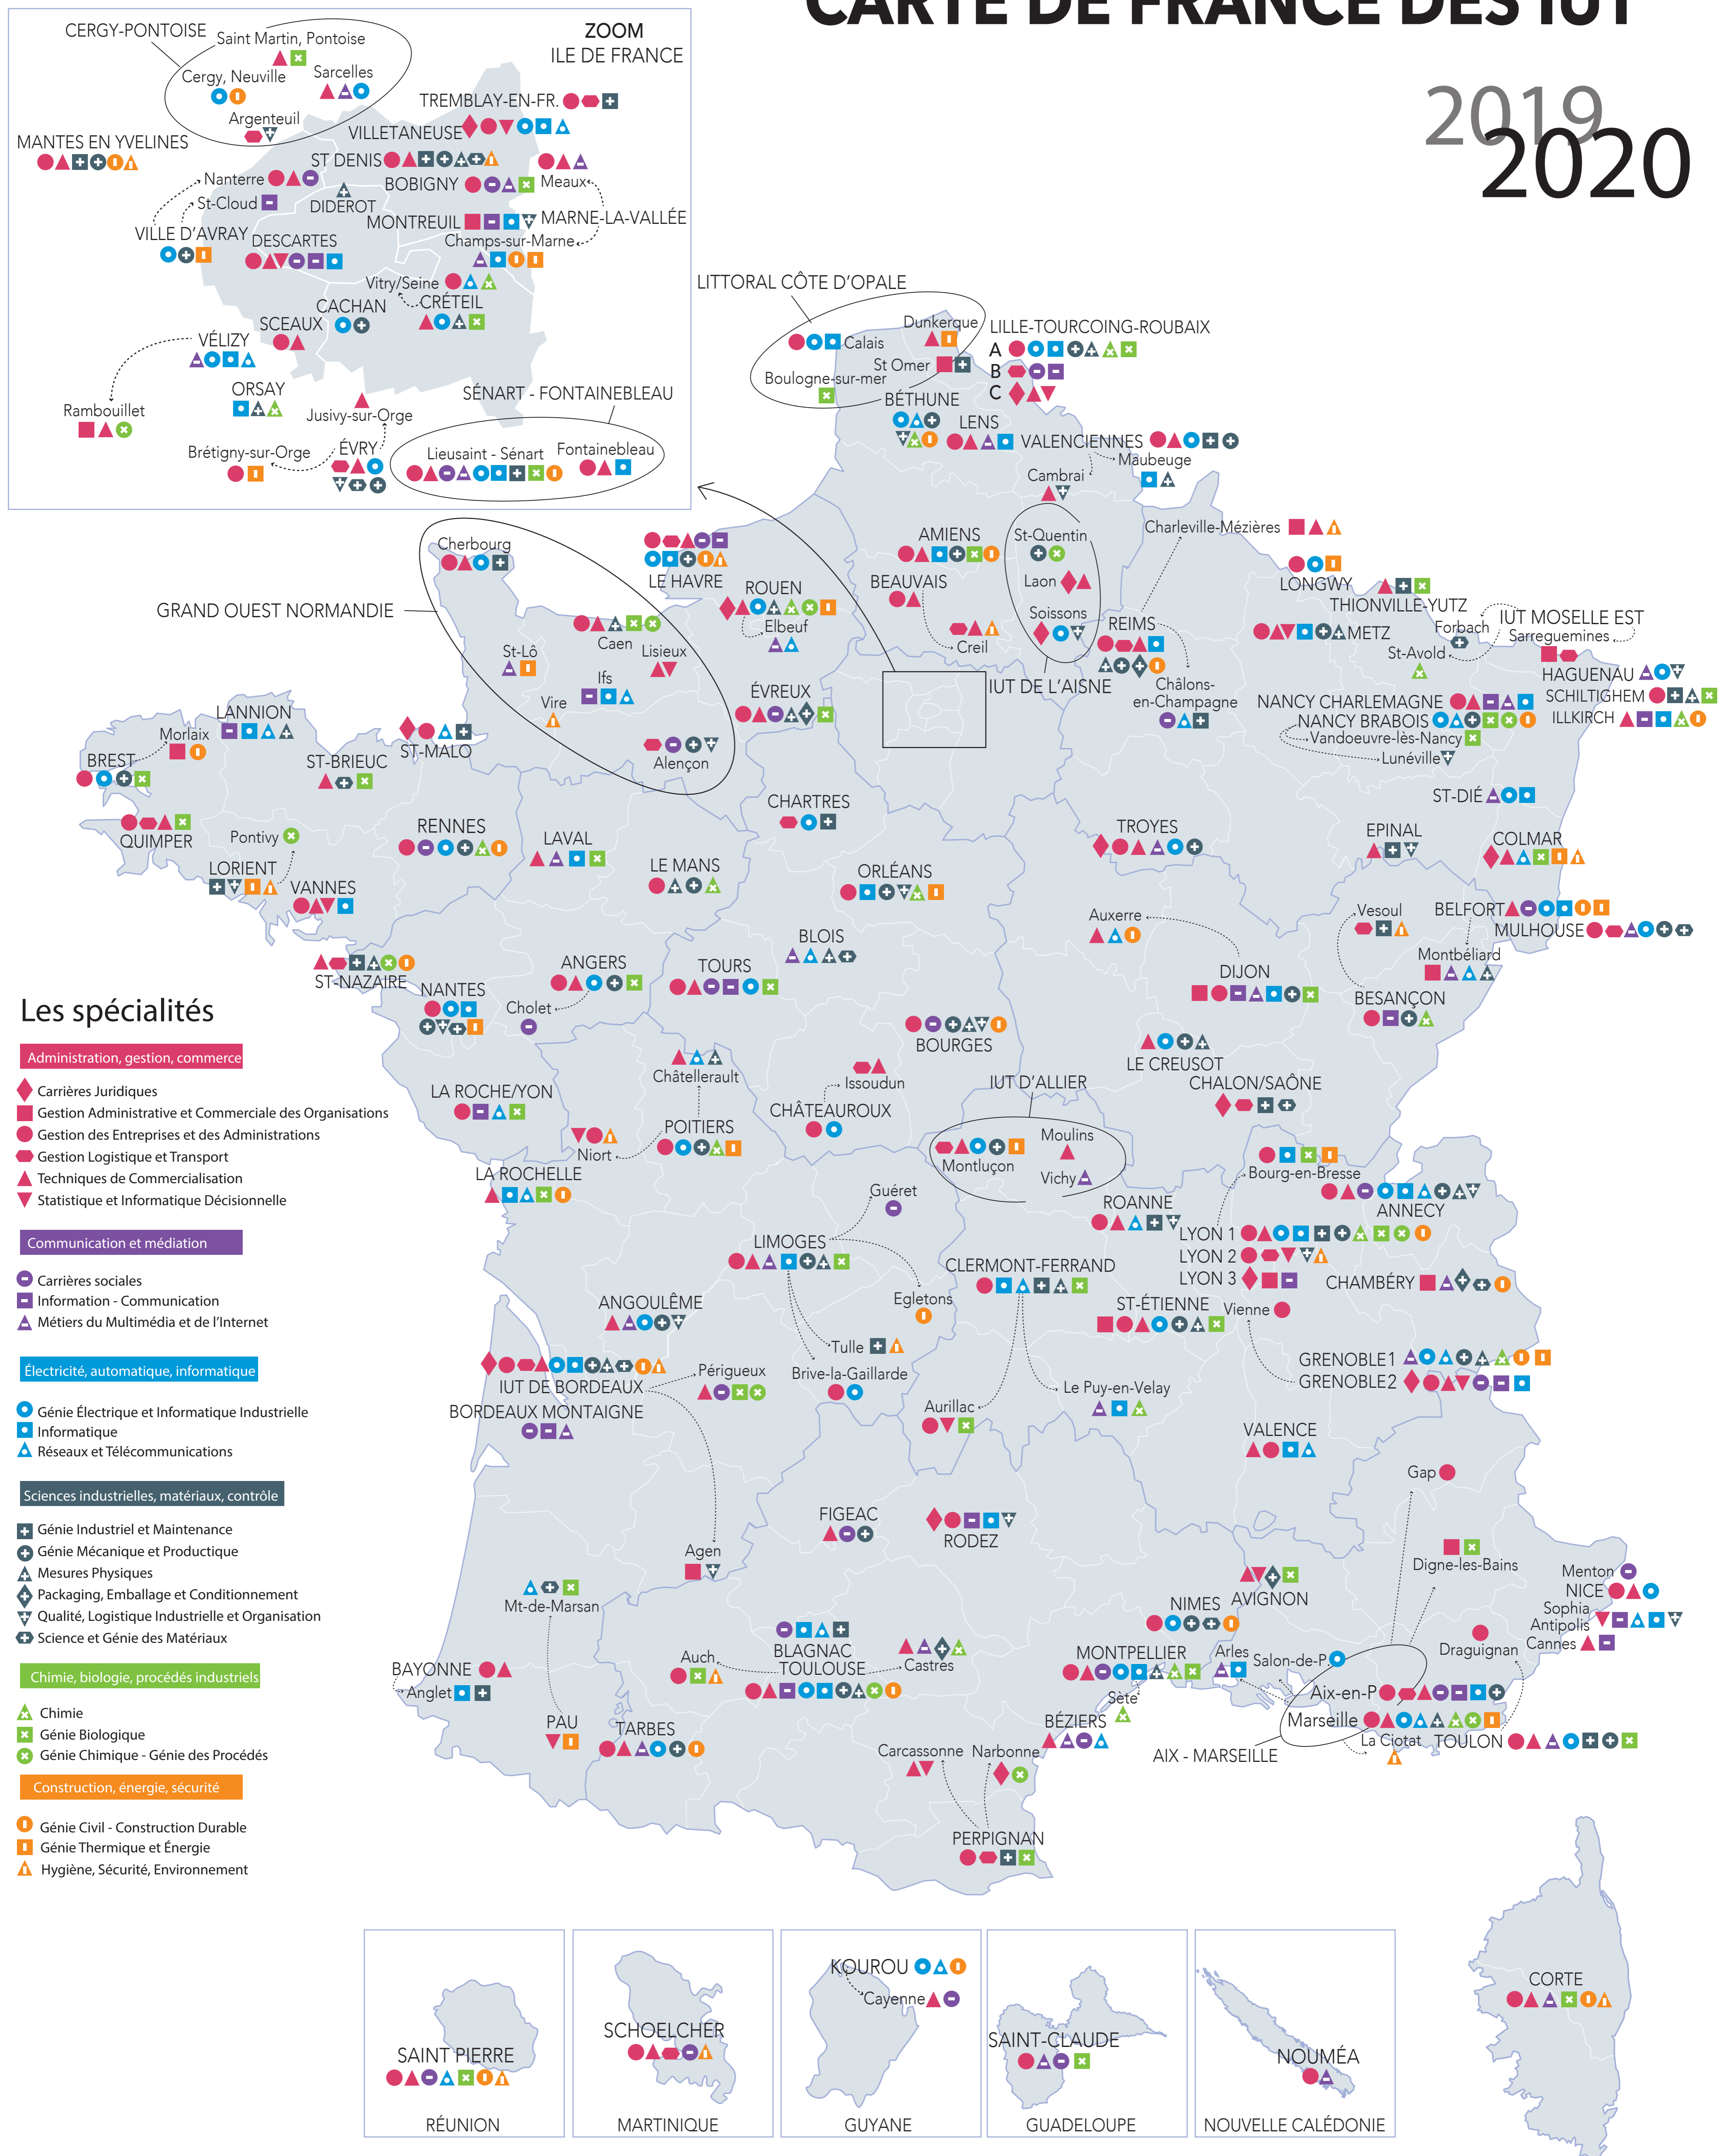 CARTE DE FRANCE DES IUT
2019
2020
CERGY-PONTOISE
Saint Martin, Pontoise
Cergy, Neuville
Sarcelles
Argenteuil
ZOOM
ILE DE FRANCE
TREMBLAY-EN-FR.
VILLETANEUSE
MANTES EN YVELINES
ST DENIS
Nanterre
BOBIGNY
Meaux
St-Cloud
DIDEROT
MONTREUIL
MARNE-LA-VALLÉE
VILLE D'AVRAY
DESCARTES
Champs-sur-Marne
Vitry/Seine
CACHAN
CRÉTEIL
SCEAUX
VÉLIZY
ORSAY
SÉNART - FONTAINEBLEAU
Rambouillet
Jusivy-sur-Orge
Brétigny-sur-Orge
ÉVRY
Lieusaint - Sénart
Fontainebleau
LITTORAL CÔTE D'OPALE
Dunkerque
Calais
St Omer
Boulogne-sur-mer
LILLE-TOURCOING-ROUBAIX
A
B
C
BÉTHUNE
LENS
VALENCIENNES
Maubeuge
Cambrai
AMIENS
St-Quentin
Charleville-Mézières
BEAUVAIS
Laon
Soissons
Creil
REIMS
IUT DE L'AISNE
Châlons-
en-Champagne
LONGWY
THIONVILLE-YUTZ
METZ
Forbach
IUT MOSELLE EST
Sarreguemines
St-Avold
HAGUENAU
SCHILTIGHEM
ILLKIRCH
NANCY CHARLEMAGNE
NANCY BRABOIS
Vandoeuvre-lès-Nancy
Lunéville
ST-DIÉ
EPINAL
COLMAR
GRAND OUEST NORMANDIE
Cherbourg
LE HAVRE
ROUEN
Elbeuf
Caen
Lisieux
St-Lô
Ifs
Vire
Alençon
ÉVREUX
LANNION
Morlaix
BREST
ST-BRIEUC
ST-MALO
QUIMPER
Pontivy
LORIENT
VANNES
RENNES
LAVAL
LE MANS
CHARTRES
ORLÉANS
TROYES
Auxerre
BLOIS
TOURS
ANGERS
Cholet
ST-NAZAIRE
NANTES
DIJON
Vesoul
BELFORT
MULHOUSE
Montbéliard
BESANÇON
LE CREUSOT
CHALON/SAÔNE
BOURGES
Issoudun
CHÂTEAUROUX
IUT D'ALLIER
Montluçon
Moulins
Vichy
Châtellerault
LA ROCHE/YON
POITIERS
Niort
LA ROCHELLE
Guéret
LIMOGES
Egletons
Tulle
Brive-la-Gaillarde
CLERMONT-FERRAND
Aurillac
Le Puy-en-Velay
ROANNE
Bourg-en-Bresse
ANNECY
LYON 1
LYON 2
LYON 3
CHAMBÉRY
ST-ÉTIENNE
Vienne
GRENOBLE1
GRENOBLE2
VALENCE
Gap
ANGOULÊME
IUT DE BORDEAUX
Périgueux
BORDEAUX MONTAIGNE
Agen
FIGEAC
RODEZ
Mt-de-Marsan
BAYONNE
Anglet
PAU
TARBES
Auch
BLAGNAC
TOULOUSE
Castres
Carcassonne
Narbonne
PERPIGNAN
BÉZIERS
Sète
MONTPELLIER
NIMES
AVIGNON
Arles
Salon-de-P.
Digne-les-Bains
Draguignan
Menton
NICE
Sophia
Antipolis
Cannes
Aix-en-P
Marseille
La Ciotat
TOULON
AIX - MARSEILLE
Les spécialités
Administration, gestion, commerce
Carrières Juridiques
Gestion Administrative et Commerciale des Organisations
Gestion des Entreprises et des Administrations
Gestion Logistique et Transport
Techniques de Commercialisation
Statistique et Informatique Décisionnelle
Communication et médiation
Carrières sociales
Information - Communication
Métiers du Multimédia et de l'Internet
Électricité, automatique, informatique
Génie Électrique et Informatique Industrielle
Informatique
Réseaux et Télécommunications
Sciences industrielles, matériaux, contrôle
Génie Industriel et Maintenance
Génie Mécanique et Productique
Mesures Physiques
Packaging, Emballage et Conditionnement
Qualité, Logistique Industrielle et Organisation
Science et Génie des Matériaux
Chimie, biologie, procédés industriels
Chimie
Génie Biologique
Génie Chimique - Génie des Procédés
Construction, énergie, sécurité
Génie Civil - Construction Durable
Génie Thermique et Énergie
Hygiène, Sécurité, Environnement
SAINT PIERRE
RÉUNION
SCHOELCHER
MARTINIQUE
KOUROU
Cayenne
GUYANE
SAINT-CLAUDE
GUADELOUPE
NOUMÉA
NOUVELLE CALÉDONIE
CORTE